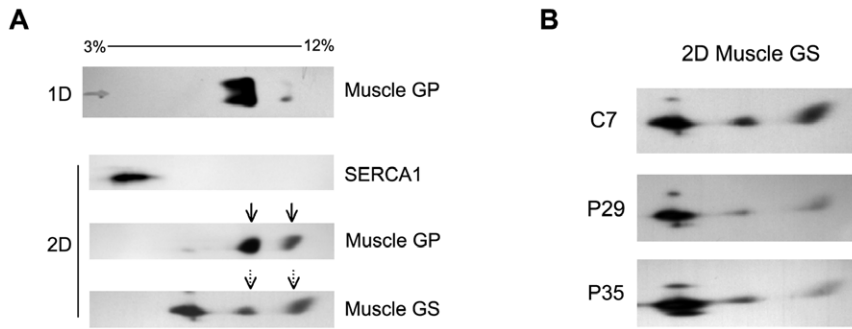 A
3% 12%
1D Muscle GP
SERCA1
2D Muscle GP
Muscle GS
B
2D Muscle GS
C7
P29
P35